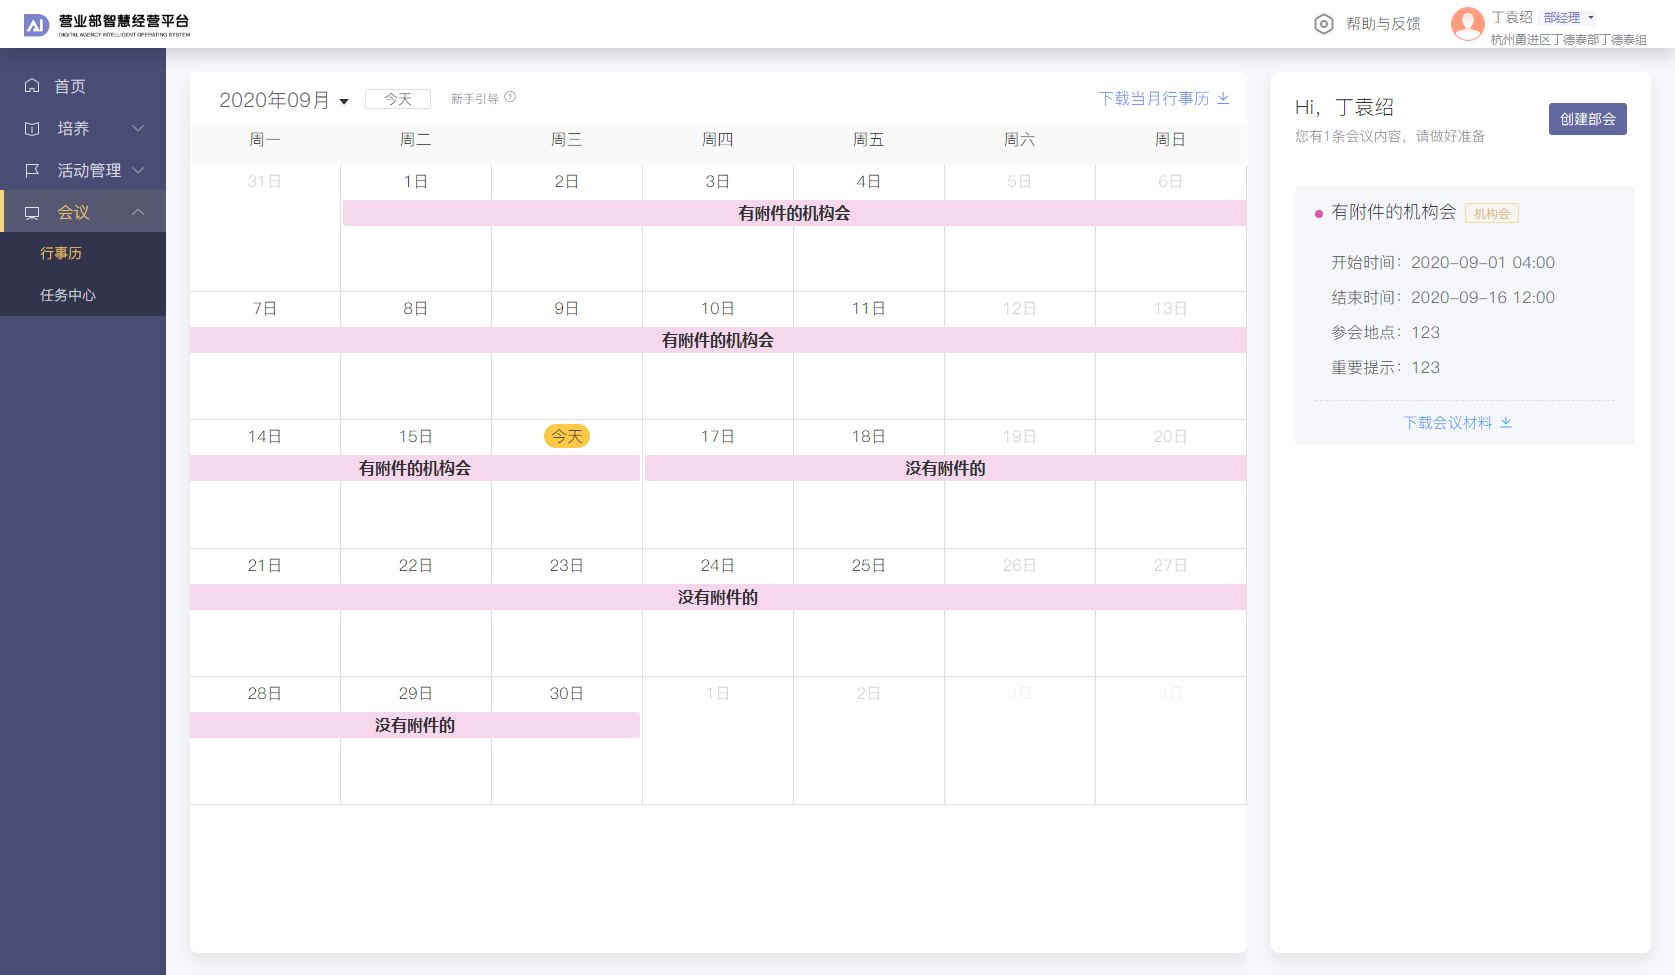 营业部智慧经营平台
DIGITAL AGENCY INTELLIGENT OPERATING SYSTEM
帮助与反馈
丁袁绍 部经理
杭州勇进区丁德泰部丁德泰组
首页
培养
活动管理
会议
行事历
任务中心
2020年09月 今天 新手引导 下载当月行事历
周一 周二 周三 周四 周五 周六 周日
31日 1日 2日 3日 4日 5日 6日
有附件的机构会
7日 8日 9日 10日 11日 12日 13日
有附件的机构会
14日 15日 今天 17日 18日 19日 20日
有附件的机构会 没有附件的
21日 22日 23日 24日 25日 26日 27日
没有附件的
28日 29日 30日 1日 2日 3日 4日
没有附件的
Hi，丁袁绍
您有1条会议内容，请做好准备
创建部会
有附件的机构会 机构会
开始时间：2020-09-01 04:00
结束时间：2020-09-16 12:00
参会地点：123
重要提示：123
下载会议材料